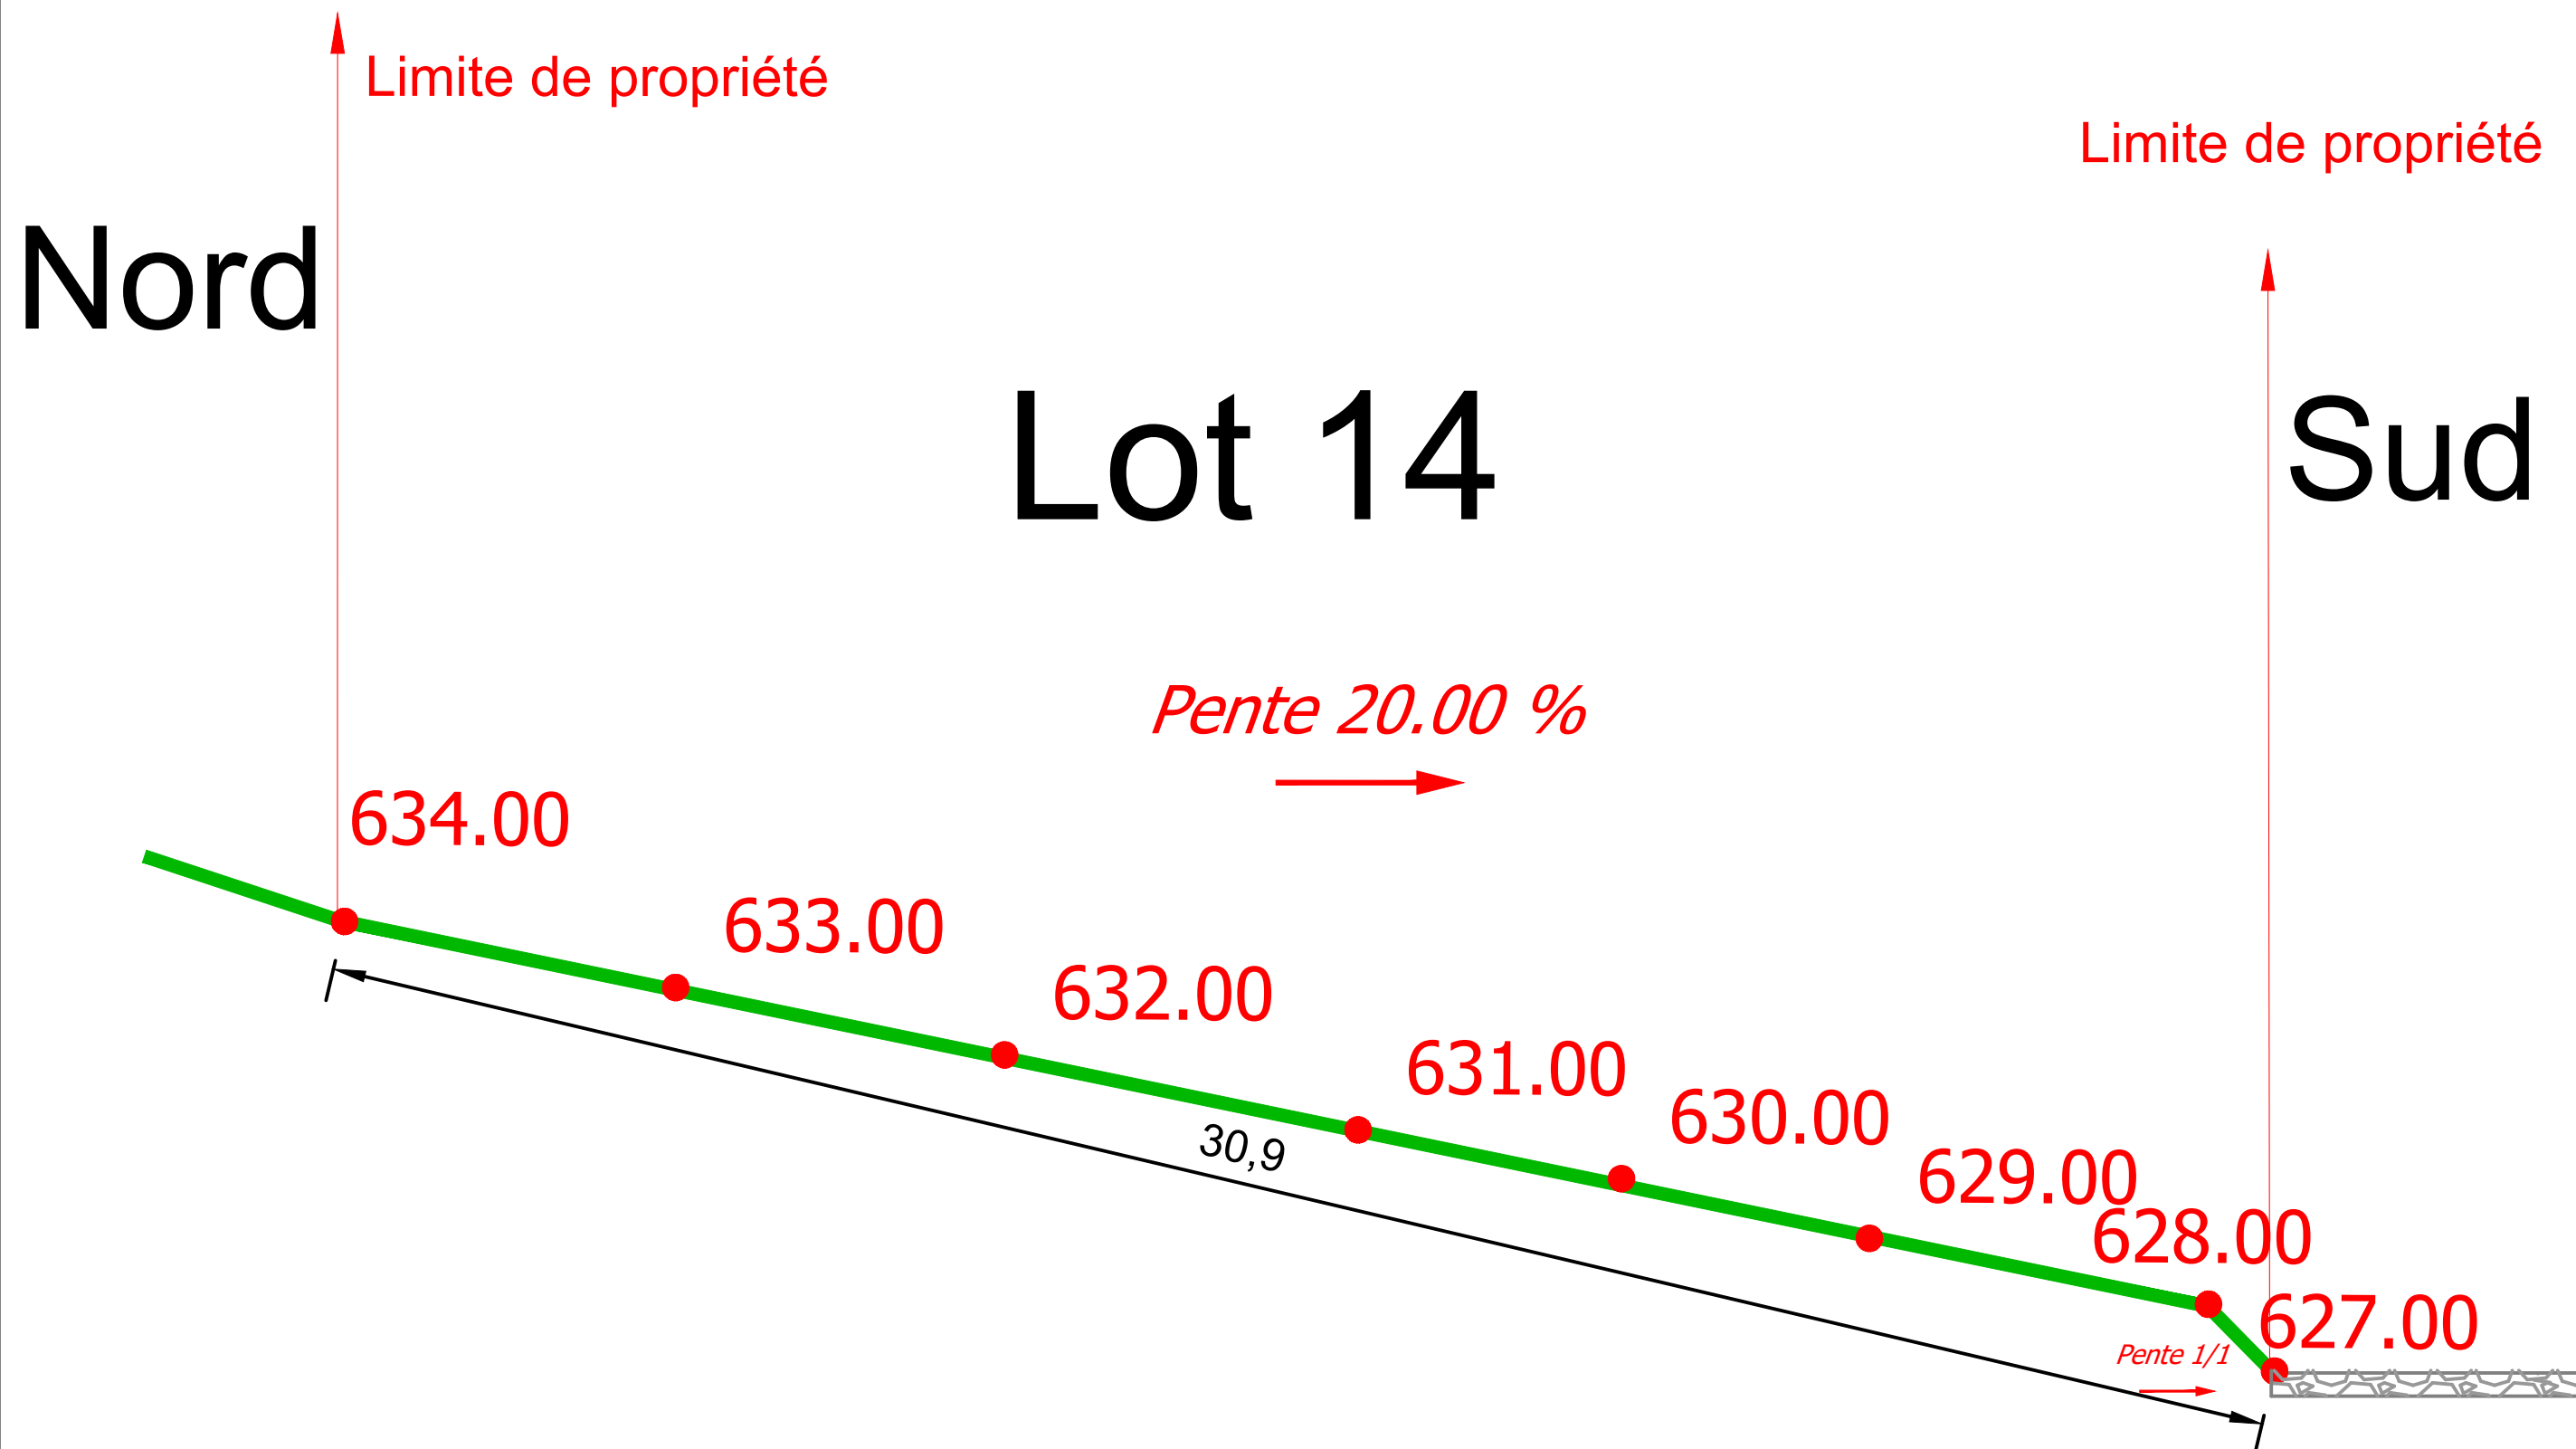 Limite de propriété
Limite de propriété
Nord
Lot 14
Sud
Pente 20.00 %
634.00
633.00
632.00
631.00
630.00
629.00
628.00
627.00
30,9
Pente 1/1